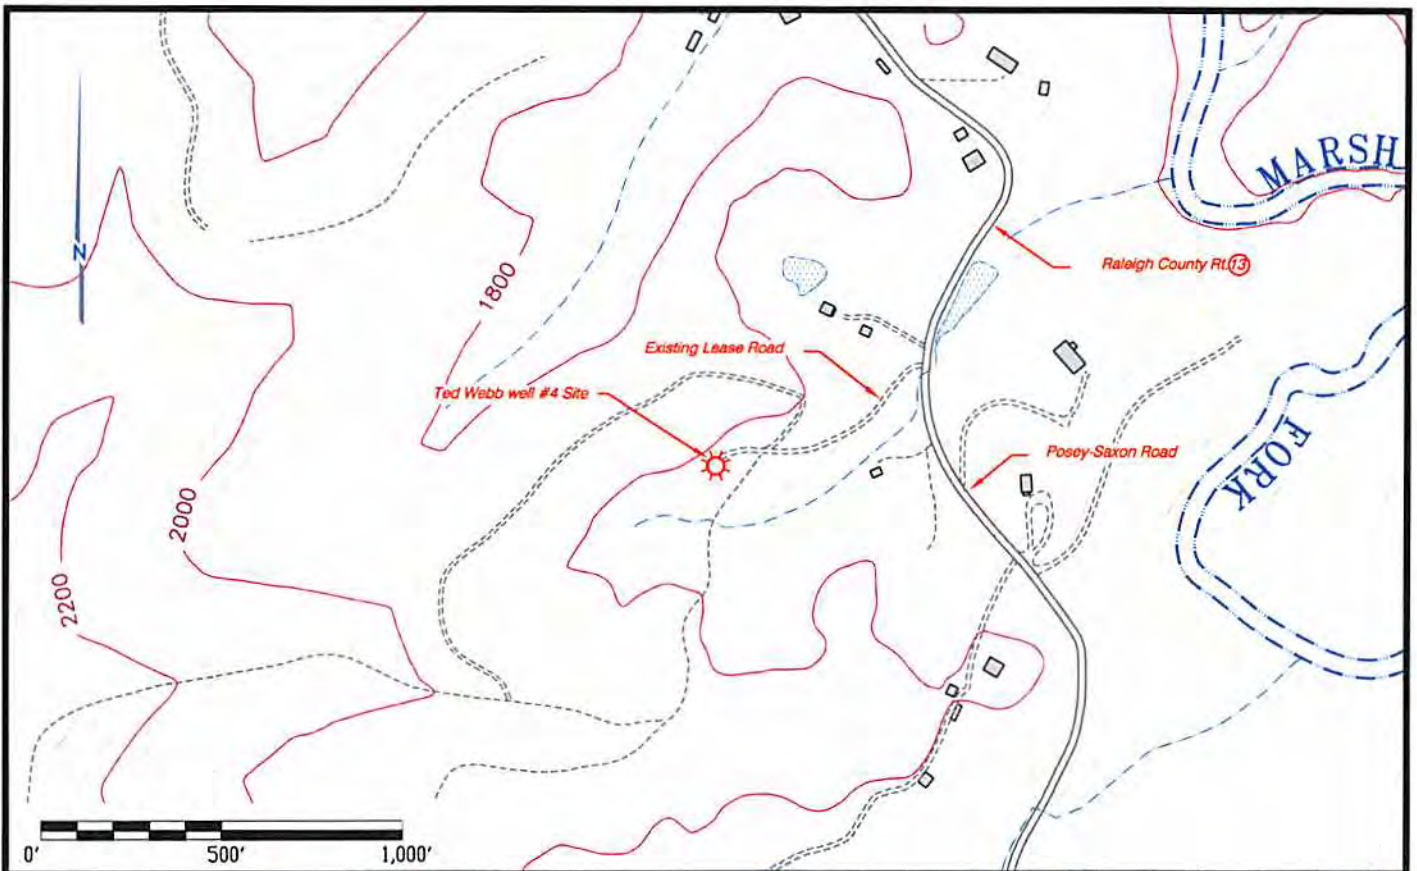 MARSH
N
Raleigh County Rt. 13
1800
Existing Lease Road
Ted Webb well #4 Site
Posey-Saxon Road
FORK
2000
2200
0' 500' 1,000'